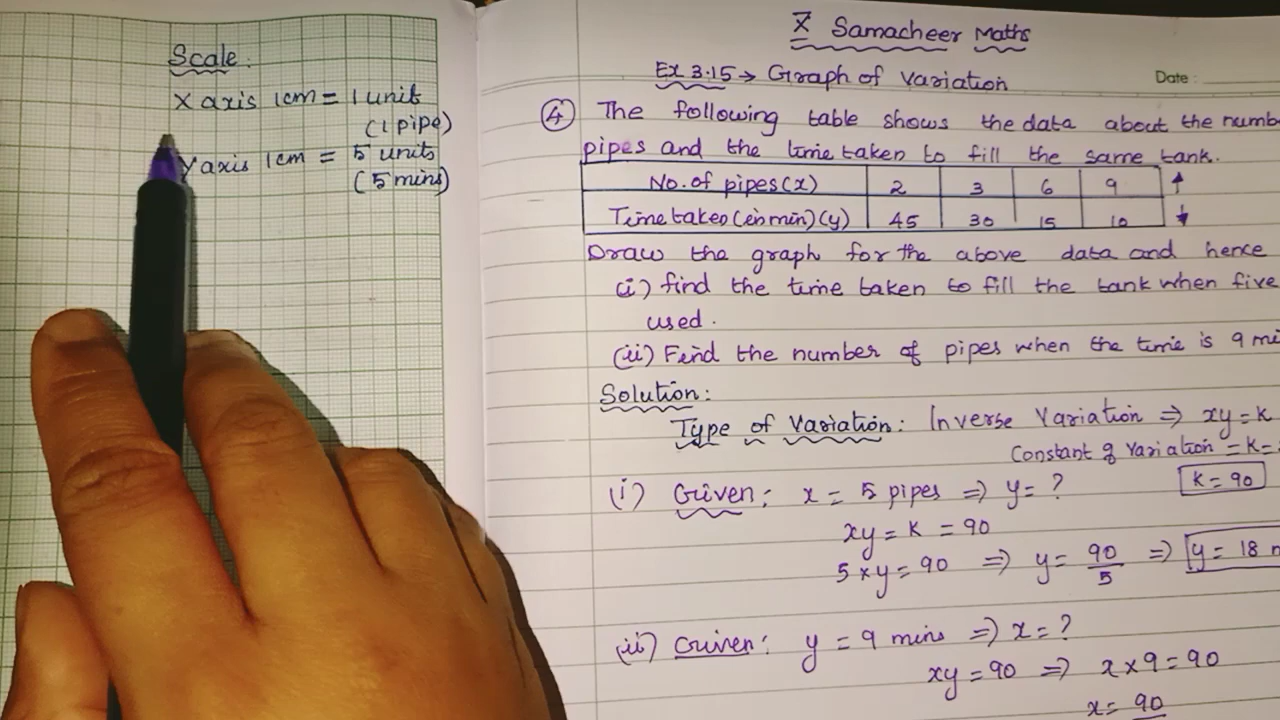 Scale:
X axis 1cm = 1 unit
(1 pipe)
Y axis 1cm = 5 units
(5 mins)
X Samacheer Maths
Ex 3.15 → Graph of variation
Date:
④ The following table shows the data about the numb
pipes and the time taken to fill the same tank.
No. of pipes (x) 2 3 6 9 ↑
Time taken (in min) (y) 45 30 15 10 ↓
Draw the graph for the above data and hence
(i) find the time taken to fill the tank when five
used.
(ii) Find the number of pipes when the time is 9 mi
Solution:
Type of Variation: Inverse Variation ⇒ xy = k
Constant of Variation = k =
(i) Given: x = 5 pipes ⇒ y = ? k = 90
xy = k = 90
5 × y = 90 ⇒ y = 90/5 ⇒ y = 18
(ii) Given: y = 9 mins ⇒ x = ?
xy = 90 ⇒ x × 9 = 90
x = 90